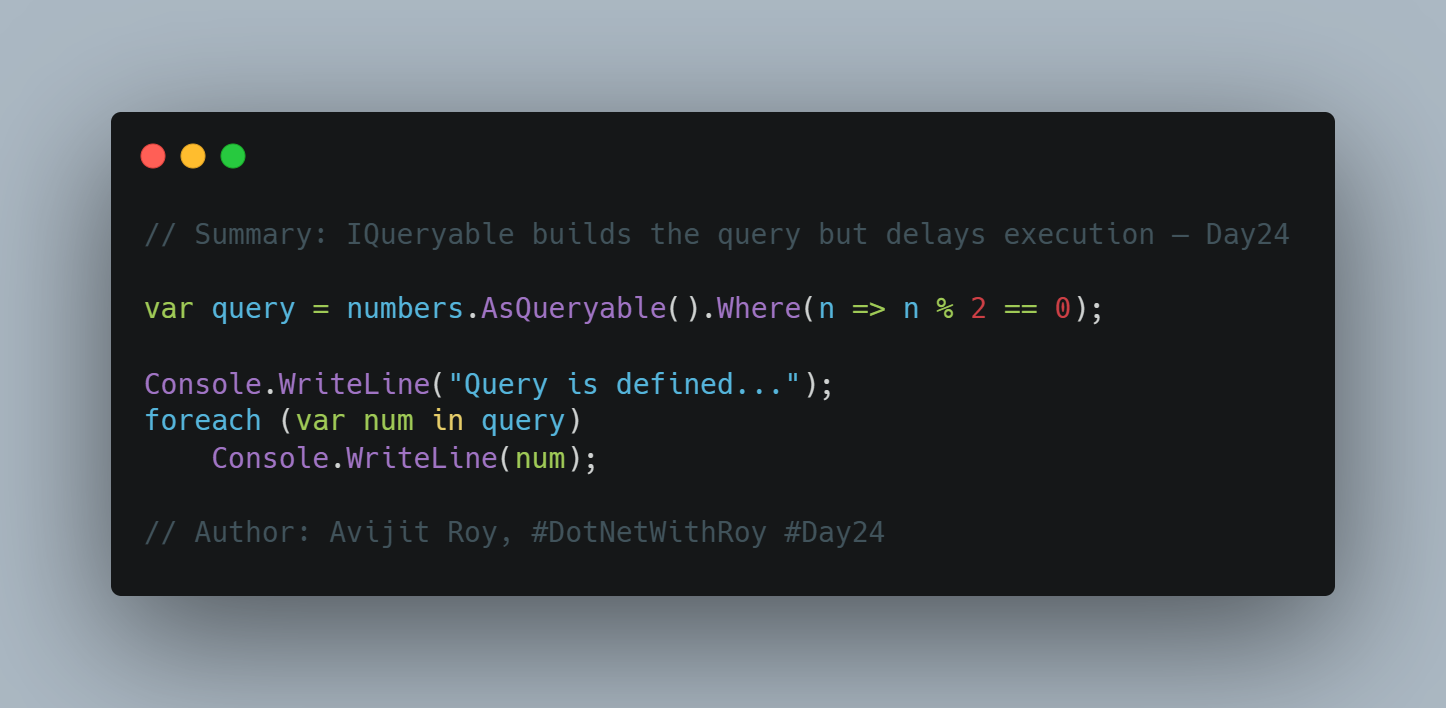 // Summary: IQueryable builds the query but delays execution — Day24
var query = numbers.AsQueryable().Where(n => n % 2 == 0);
Console.WriteLine("Query is defined...");
foreach (var num in query)
    Console.WriteLine(num);
// Author: Avijit Roy, #DotNetWithRoy #Day24